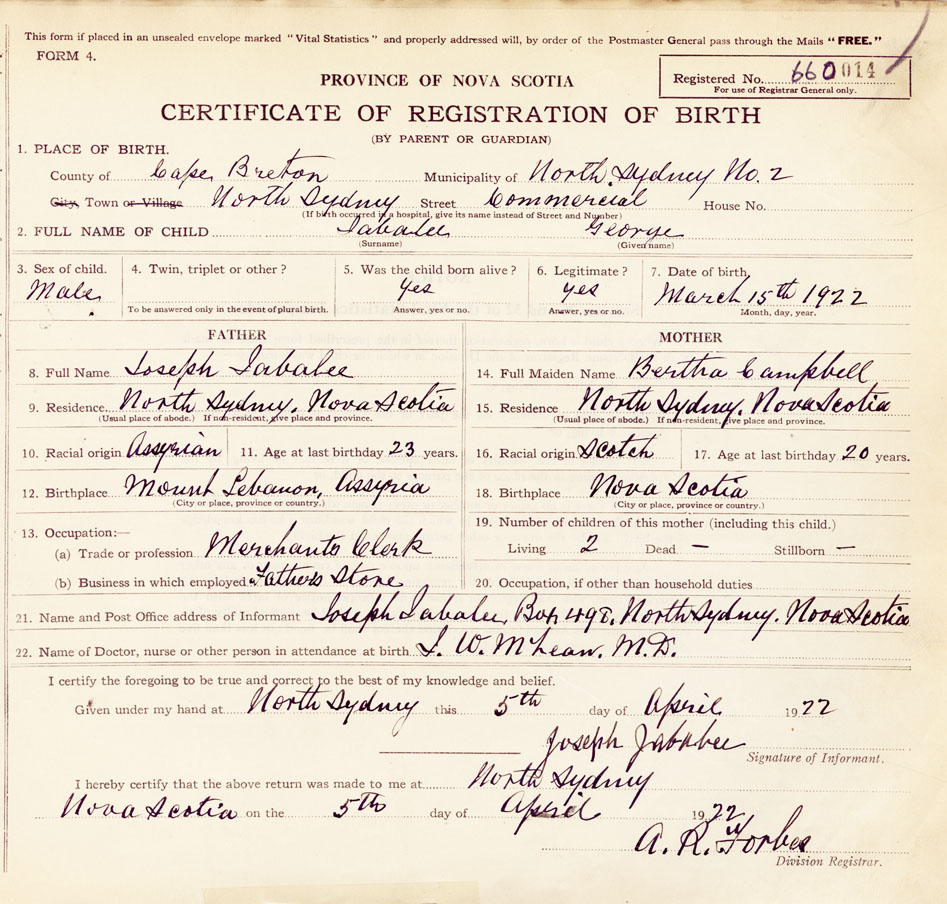 This form if placed in an unsealed envelope marked "Vital Statistics" and properly addressed will, by order of the Postmaster General pass through the Mails "FREE."
FORM 4.
Registered No. 660014
For use of Registrar General only.
PROVINCE OF NOVA SCOTIA
CERTIFICATE OF REGISTRATION OF BIRTH
(BY PARENT OR GUARDIAN)
1. PLACE OF BIRTH.
County of Cape Breton Municipality of North Sydney No. 2
City, Town or Village North Sydney Street Commercial House No.
(If birth occurred in a hospital, give its name instead of Street and Number)
2. FULL NAME OF CHILD Jabalee George
(Surname) (Given name)
3. Sex of child. 4. Twin, triplet or other? 5. Was the child born alive? 6. Legitimate? 7. Date of birth.
Male Yes Yes March 15th 1922
To be answered only in the event of plural birth. Answer, yes or no. Answer, yes or no. Month, day, year.
FATHER MOTHER
8. Full Name Joseph Jabalee 14. Full Maiden Name Bertha Campbell
9. Residence North Sydney, Nova Scotia 15. Residence North Sydney, Nova Scotia
(Usual place of abode.) If non-resident, give place and province. (Usual place of abode.) If non-resident, give place and province.
10. Racial origin Assyrian 11. Age at last birthday 23 years. 16. Racial origin Scotch 17. Age at last birthday 20 years.
12. Birthplace Mount Lebanon, Assyria 18. Birthplace Nova Scotia
(City or place, province or country.) (City or place, province or country.)
13. Occupation:— 19. Number of children of this mother (including this child.)
(a) Trade or profession Merchants Clerk Living 2 Dead — Stillborn —
(b) Business in which employed Fathers Store 20. Occupation, if other than household duties
21. Name and Post Office address of Informant Joseph Jabalee, Box 498, North Sydney, Nova Scotia
22. Name of Doctor, nurse or other person in attendance at birth J. W. McLean, M.D.
I certify the foregoing to be true and correct to the best of my knowledge and belief.
Given under my hand at North Sydney this 5th day of April 1922
Joseph Jabalee
Signature of Informant.
I hereby certify that the above return was made to me at North Sydney
Nova Scotia on the 5th day of April 1922
A. R. Forbes
Division Registrar.